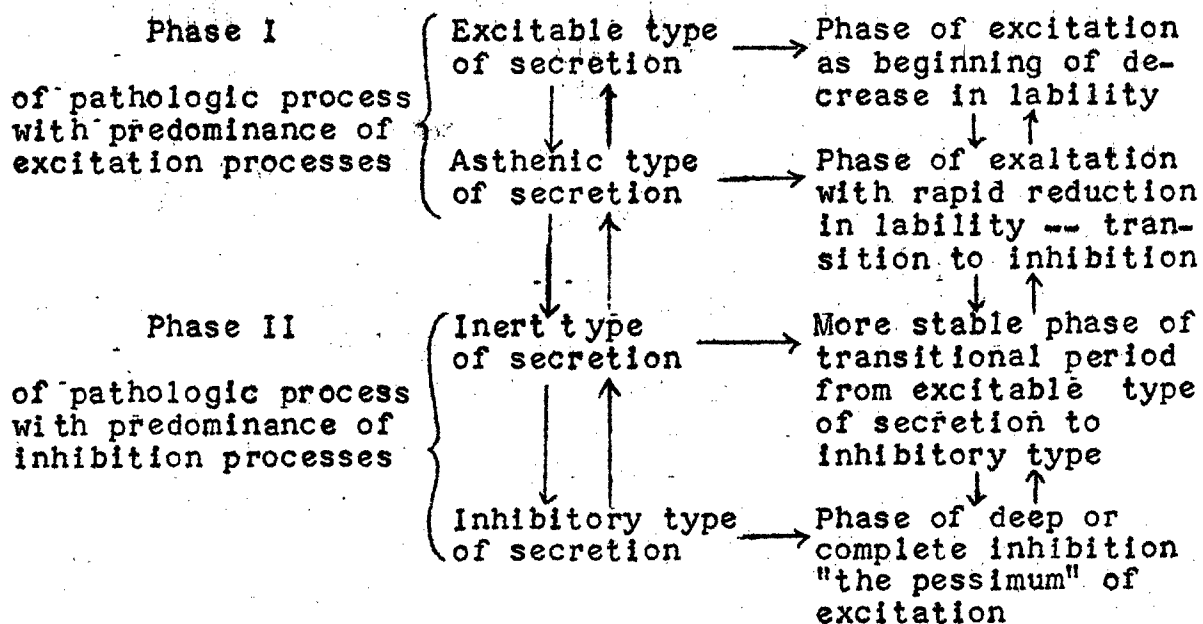 Phase I
of pathologic process
with predominance of
excitation processes
Excitable type
of secretion
Phase of excitation
as beginning of de-
crease in lability
Asthenic type
of secretion
Phase of exaltation
with rapid reduction
in lability -- tran-
sition to inhibition
Phase II
of pathologic process
with predominance of
inhibition processes
Inert type
of secretion
More stable phase of
transitional period
from excitable type
of secretion to
inhibitory type
Inhibitory type
of secretion
Phase of deep or
complete inhibition
"the pessimum" of
excitation